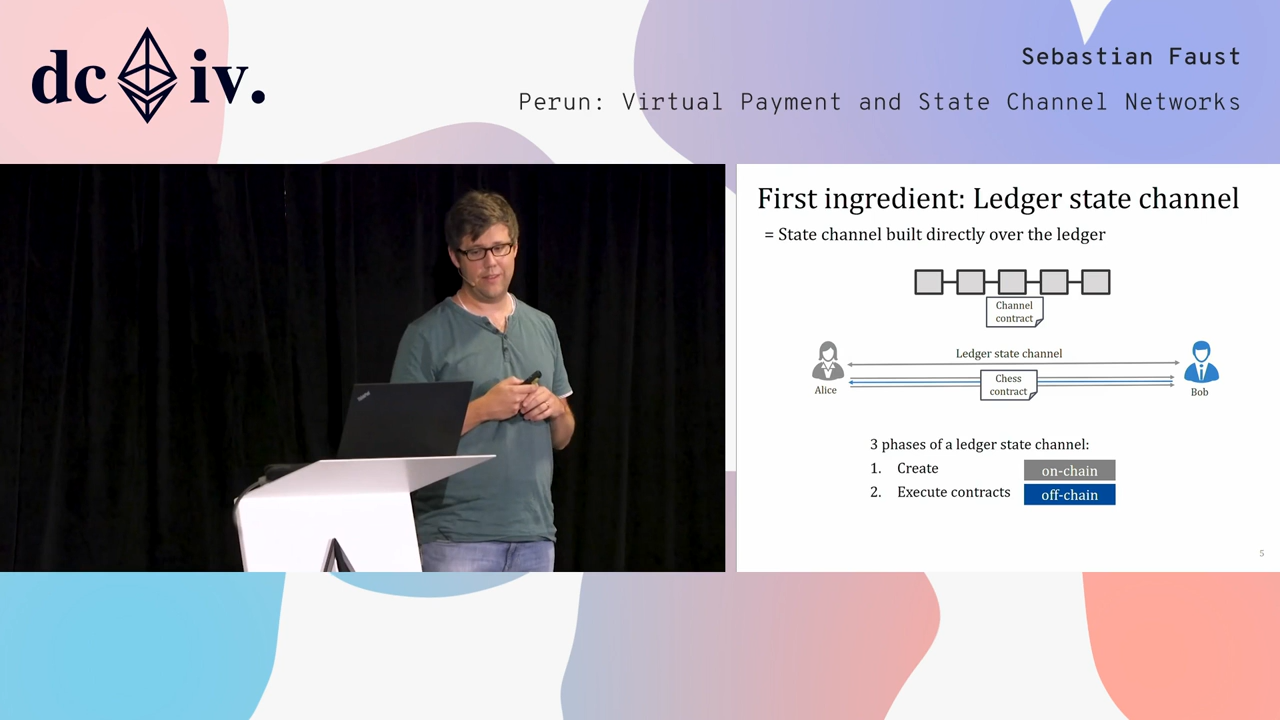 dc iv.
Sebastian Faust
Perun: Virtual Payment and State Channel Networks
ThinkPad
First ingredient: Ledger state channel
= State channel built directly over the ledger
Channel
contract
Ledger state channel
Chess
contract
Alice
Bob
3 phases of a ledger state channel:
1. Create on-chain
2. Execute contracts off-chain
5